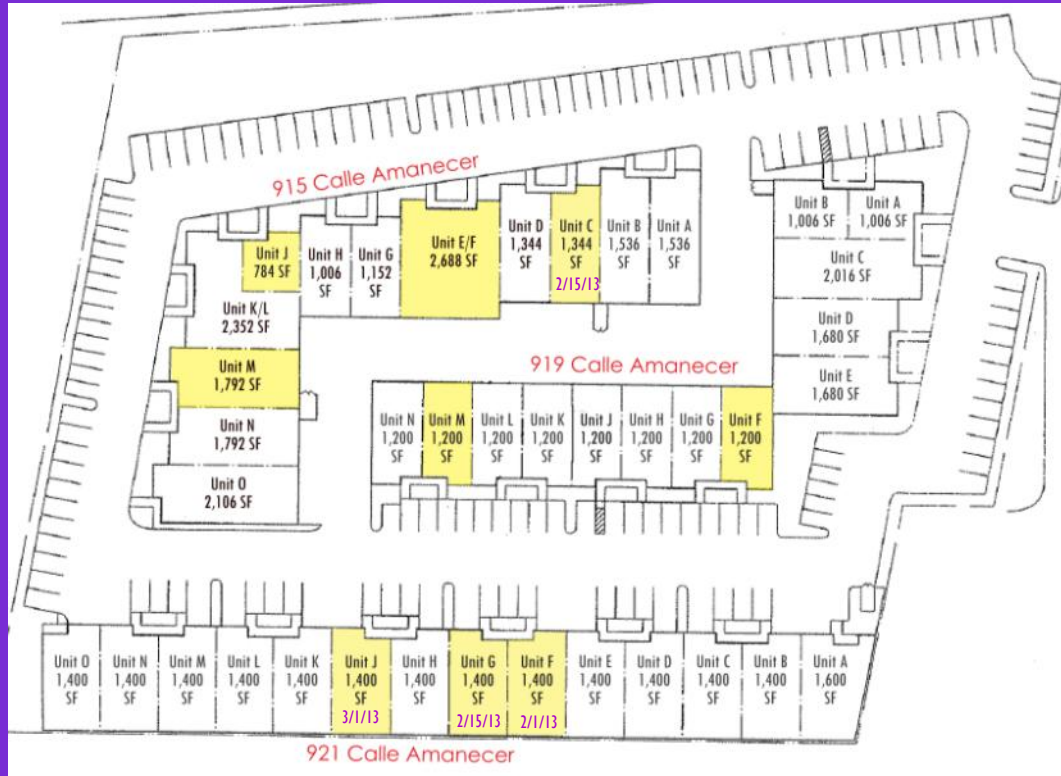 915 Calle Amanecer
Unit J
784 SF
Unit H
1,006
SF
Unit G
1,152
SF
Unit E/F
2,688 SF
Unit D
1,344
SF
Unit C
1,344
SF
2/15/13
Unit B
1,536
SF
Unit A
1,536
SF
Unit K/L
2,352 SF
Unit M
1,792 SF
Unit N
1,792 SF
Unit O
2,106 SF
Unit B
1,006 SF
Unit A
1,006 SF
Unit C
2,016 SF
Unit D
1,680 SF
Unit E
1,680 SF
919 Calle Amanecer
Unit N
1,200
SF
Unit M
1,200
SF
Unit L
1,200
SF
Unit K
1,200
SF
Unit J
1,200
SF
Unit H
1,200
SF
Unit G
1,200
SF
Unit F
1,200
SF
Unit O
1,400
SF
Unit N
1,400
SF
Unit M
1,400
SF
Unit L
1,400
SF
Unit K
1,400
SF
Unit J
1,400
SF
3/1/13
Unit H
1,400
SF
Unit G
1,400
SF
2/15/13
Unit F
1,400
SF
2/1/13
Unit E
1,400
SF
Unit D
1,400
SF
Unit C
1,400
SF
Unit B
1,400
SF
Unit A
1,600
SF
921 Calle Amanecer